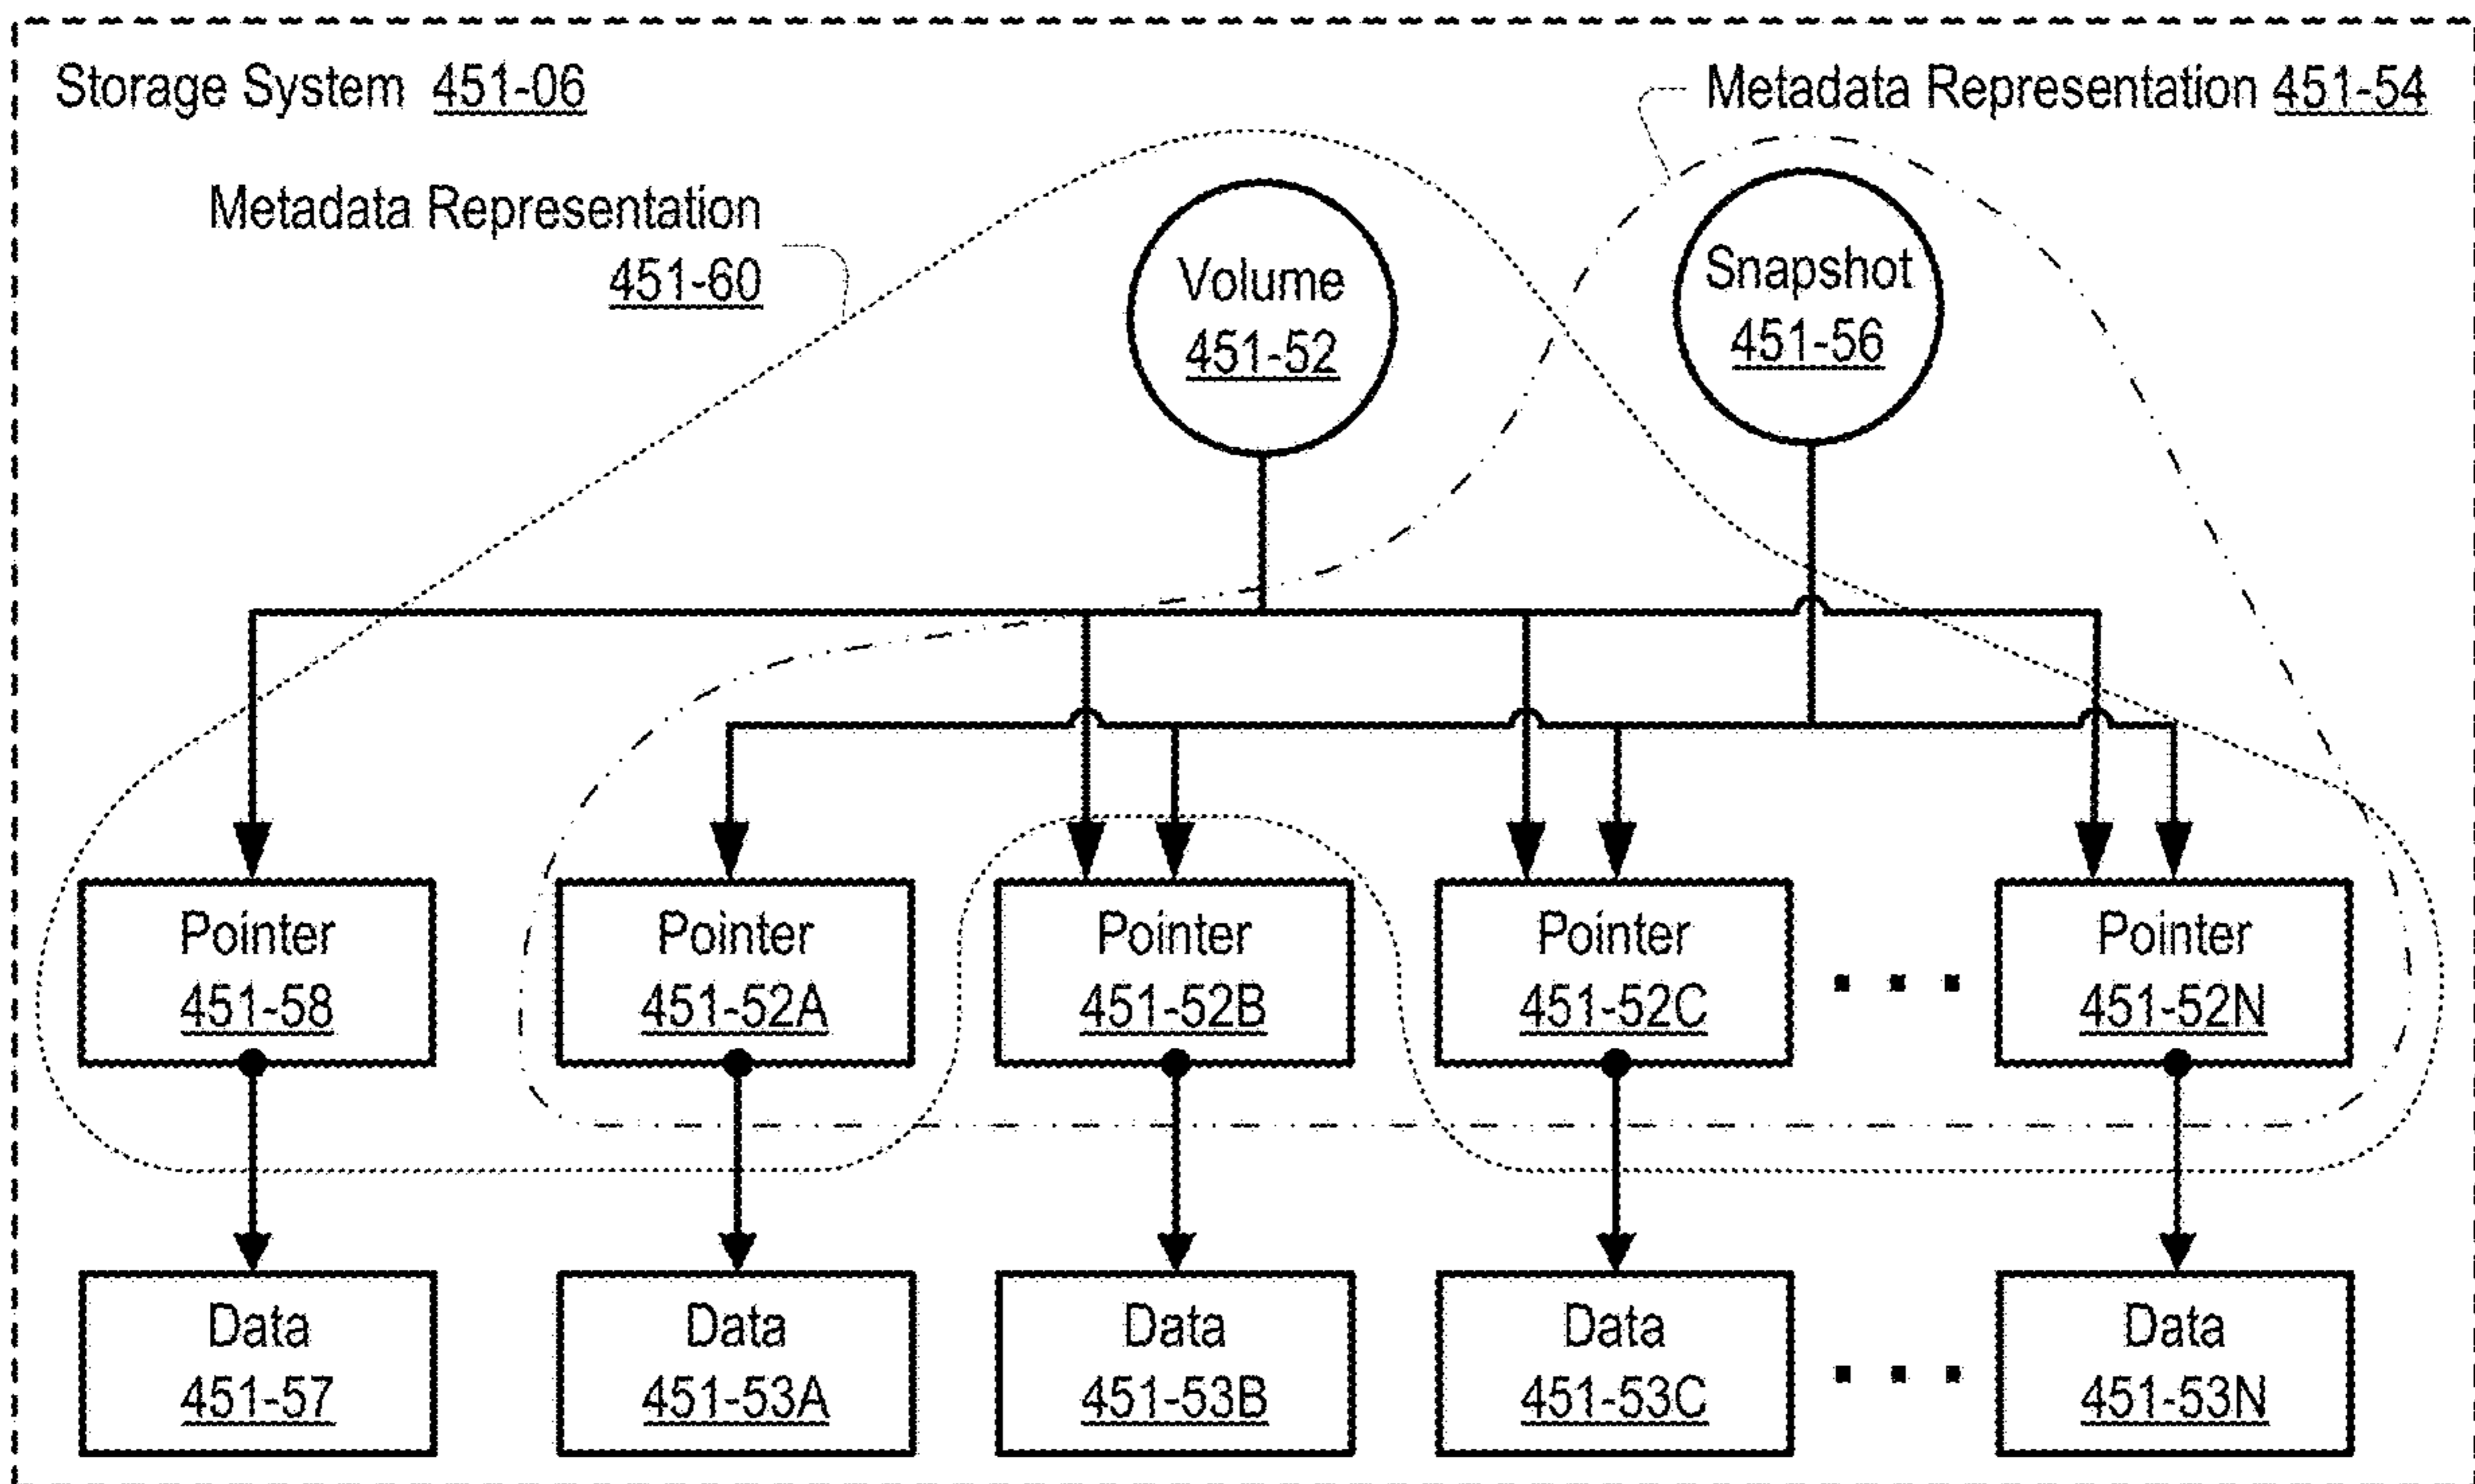 Storage System 451-06
Metadata Representation 451-54
Metadata Representation
451-60
Volume
451-52
Snapshot
451-56
Pointer
451-58
Pointer
451-52A
Pointer
451-52B
Pointer
451-52C
. . .
Pointer
451-52N
Data
451-57
Data
451-53A
Data
451-53B
Data
451-53C
. . .
Data
451-53N